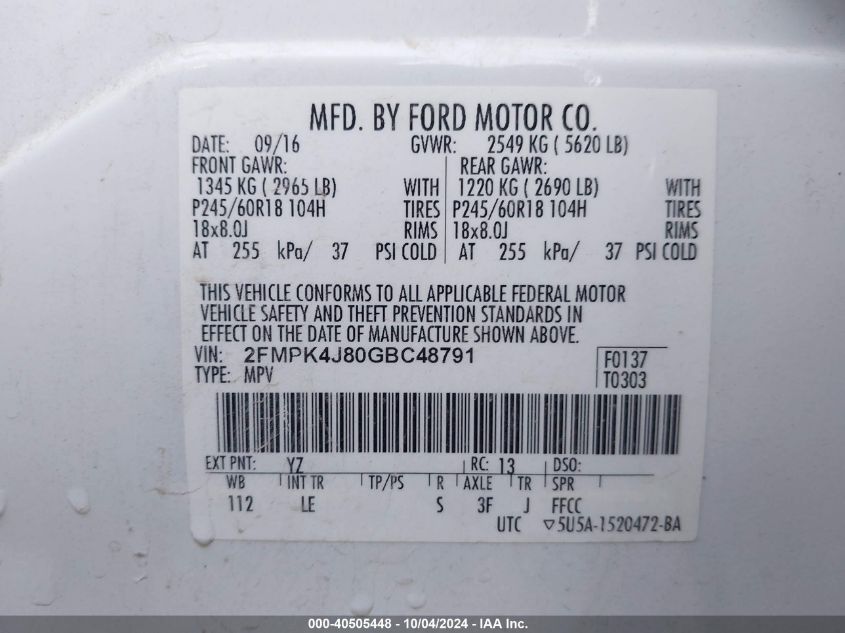 MFD. BY FORD MOTOR CO.
DATE: 09/16 GVWR: 2549 KG ( 5620 LB)
FRONT GAWR: REAR GAWR:
1345 KG ( 2965 LB) WITH 1220 KG ( 2690 LB) WITH
P245/60R18 104H TIRES P245/60R18 104H TIRES
18x8.0J RIMS 18x8.0J RIMS
AT 255 kPa/ 37 PSI COLD AT 255 kPa/ 37 PSI COLD
THIS VEHICLE CONFORMS TO ALL APPLICABLE FEDERAL MOTOR
VEHICLE SAFETY AND THEFT PREVENTION STANDARDS IN
EFFECT ON THE DATE OF MANUFACTURE SHOWN ABOVE.
VIN: 2FMPK4J80GBC48791 F0137
TYPE: MPV T0303
EXT PNT: YZ RC: 13 DSO:
WB INT TR TP/PS R AXLE TR SPR
112 LE S 3F J FFCC
UTC ▽5U5A-1520472-BA
000-40505448 - 10/04/2024 - IAA Inc.